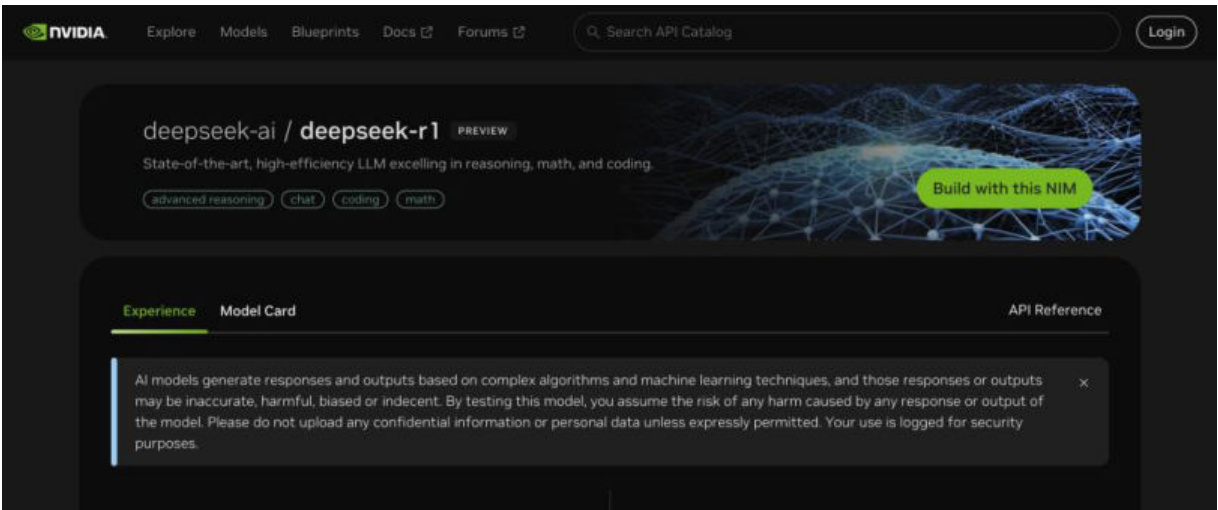 NVIDIA. Explore Models Blueprints Docs Forums Search API Catalog Login
deepseek-ai / deepseek-r1 PREVIEW
State-of-the-art, high-efficiency LLM excelling in reasoning, math, and coding.
advanced reasoning chat coding math
Build with this NIM
Experience Model Card API Reference
AI models generate responses and outputs based on complex algorithms and machine learning techniques, and those responses or outputs
may be inaccurate, harmful, biased or indecent. By testing this model, you assume the risk of any harm caused by any response or output of
the model. Please do not upload any confidential information or personal data unless expressly permitted. Your use is logged for security
purposes.